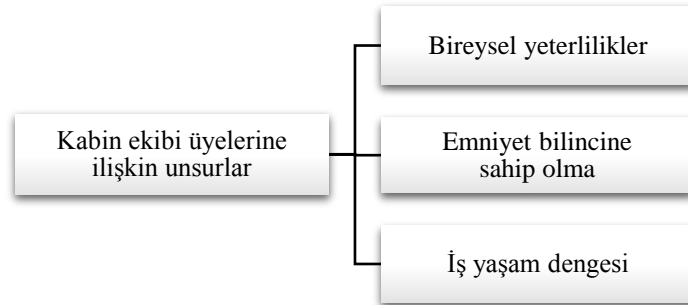 Kabin ekibi üyelerine
ilişkin unsurlar
Bireysel yeterlilikler
Emniyet bilincine
sahip olma
İş yaşam dengesi